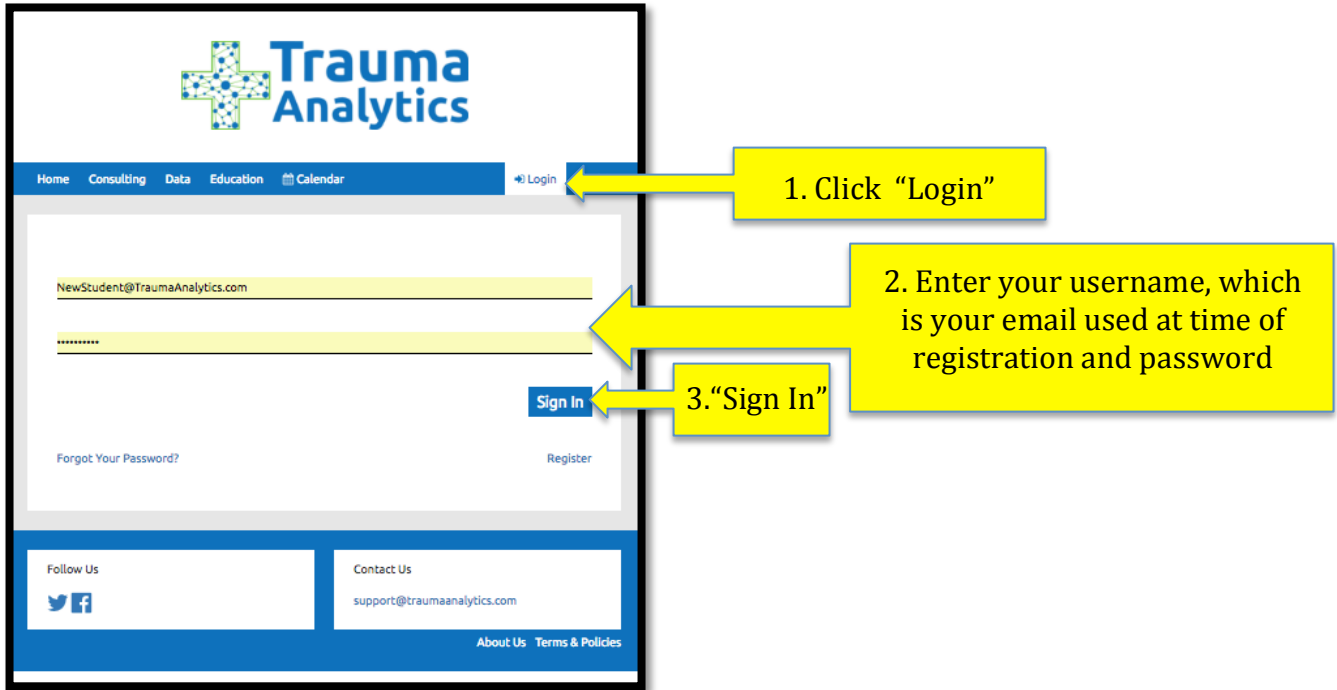 Trauma
Analytics
Home Consulting Data Education Calendar Login
1. Click “Login”
NewStudent@TraumaAnalytics.com
••••••••••
2. Enter your username, which
is your email used at time of
registration and password
Sign In
3.“Sign In”
Forgot Your Password? Register
Follow Us
Contact Us
support@traumaanalytics.com
About Us Terms & Policies